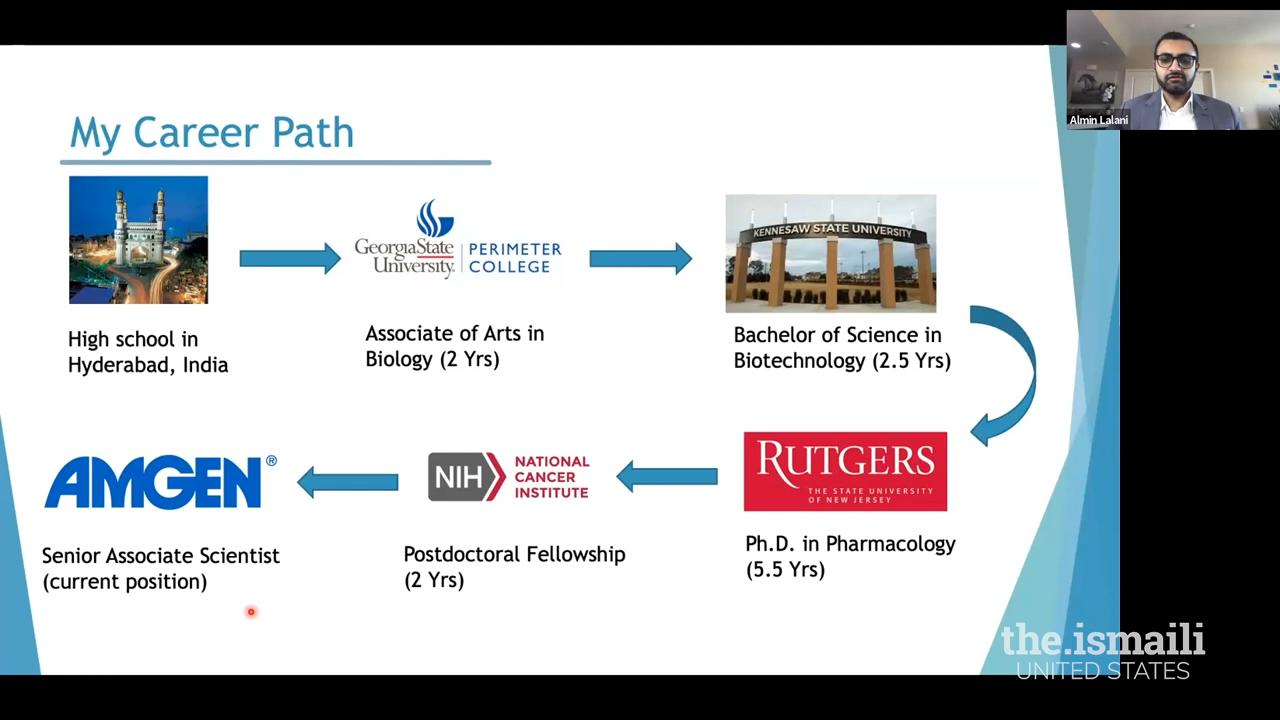 Almin Lalani
My Career Path
GeorgiaState
University®
PERIMETER
COLLEGE
KENNESAW STATE UNIVERSITY
High school in
Hyderabad, India
Associate of Arts in
Biology (2 Yrs)
Bachelor of Science in
Biotechnology (2.5 Yrs)
AMGEN®
NIH
NATIONAL
CANCER
INSTITUTE
RUTGERS
THE STATE UNIVERSITY
OF NEW JERSEY
Senior Associate Scientist
(current position)
Postdoctoral Fellowship
(2 Yrs)
Ph.D. in Pharmacology
(5.5 Yrs)
the.ismaili
UNITED STATES